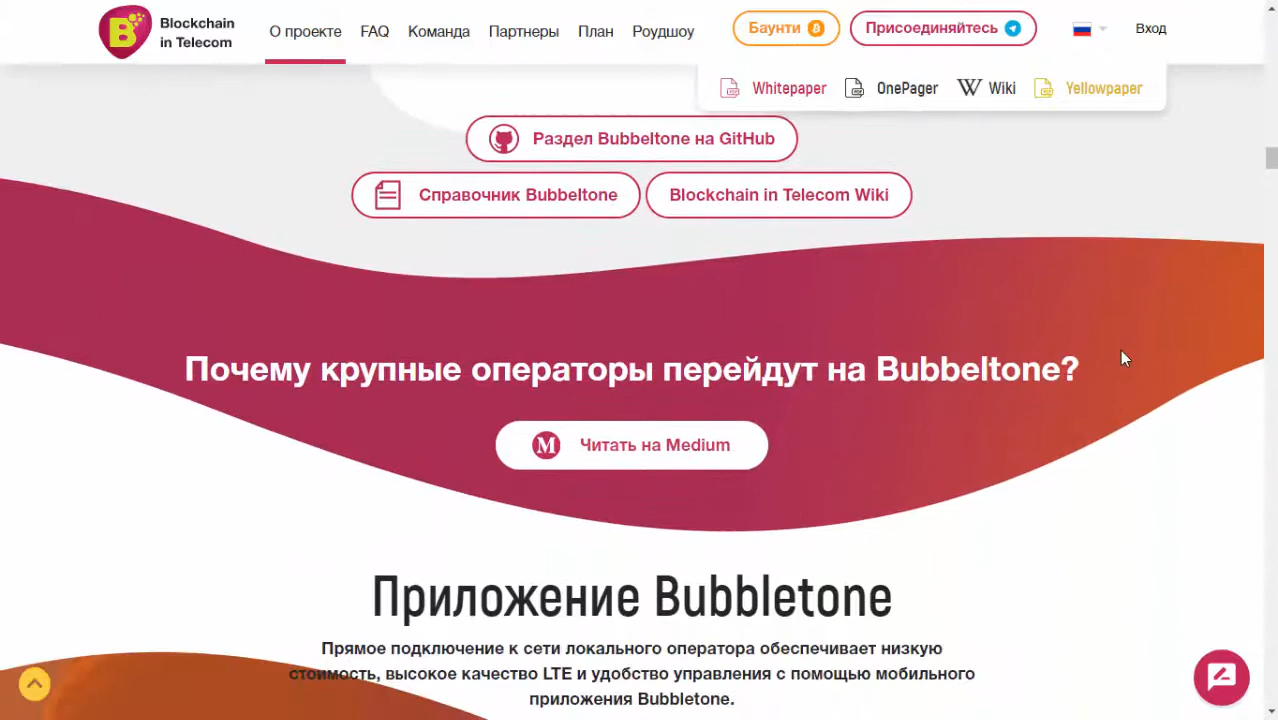 Blockchain
in Telecom
О проекте FAQ Команда Партнеры План Роудшоу
Баунти
Присоединяйтесь
Вход
Whitepaper OnePager Wiki Yellowpaper
Раздел Bubbeltone на GitHub
Справочник Bubbeltone
Blockchain in Telecom Wiki
Почему крупные операторы перейдут на Bubbeltone?
Читать на Medium
Приложение Bubbletone
Прямое подключение к сети локального оператора обеспечивает низкую
стоимость, высокое качество LTE и удобство управления с помощью мобильного
приложения Bubbletone.